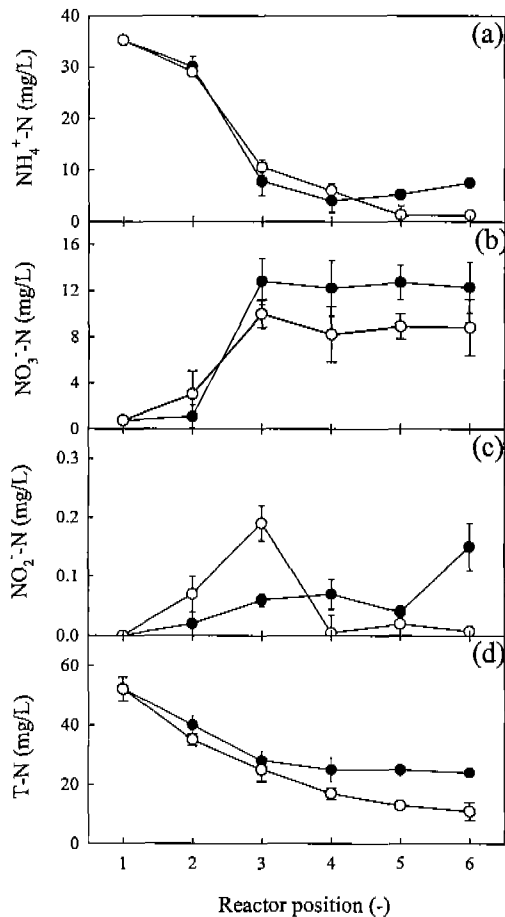 (a)
NH₄⁺-N (mg/L)
40
30
20
10
0
(b)
NO₃⁻-N (mg/L)
16
12
8
4
0
(c)
NO₂⁻-N (mg/L)
0.3
0.2
0.1
0.0
(d)
T-N (mg/L)
60
40
20
0
1 2 3 4 5 6
Reactor position (-)